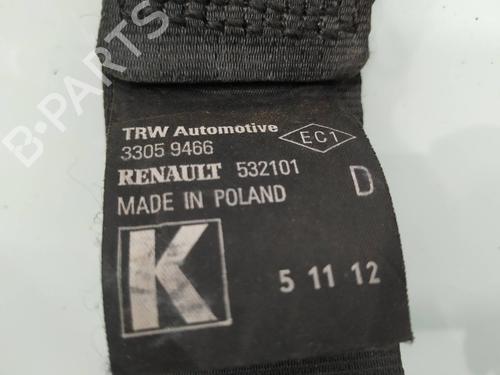 B-PARTS
TRW Automotive EC1
3305 9466
RENAULT 532101 D
MADE IN POLAND
K
5 11 12